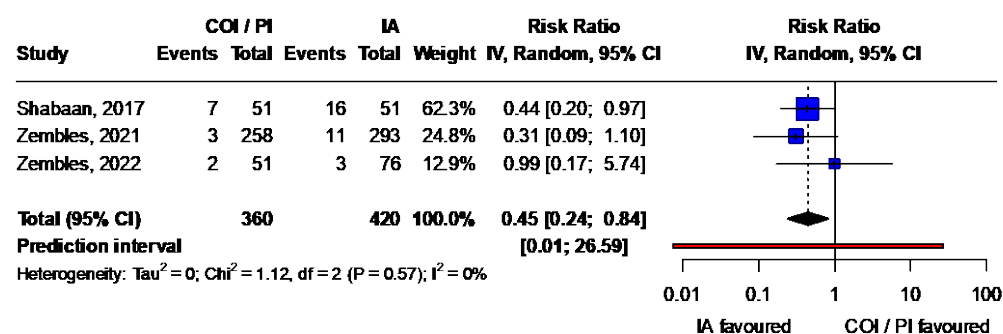 COI / PI IA Risk Ratio Risk Ratio
Study Events Total Events Total Weight IV, Random, 95% CI IV, Random, 95% CI
Shabaan, 2017 7 51 16 51 62.3% 0.44 [0.20; 0.97]
Zembles, 2021 3 258 11 293 24.8% 0.31 [0.09; 1.10]
Zembles, 2022 2 51 3 76 12.9% 0.99 [0.17; 5.74]
Total (95% CI) 360 420 100.0% 0.45 [0.24; 0.84]
Prediction interval [0.01; 26.59]
Heterogeneity: Tau² = 0; Chi² = 1.12, df = 2 (P = 0.57); I² = 0%
0.01 0.1 1 10 100
IA favoured COI / PI favoured